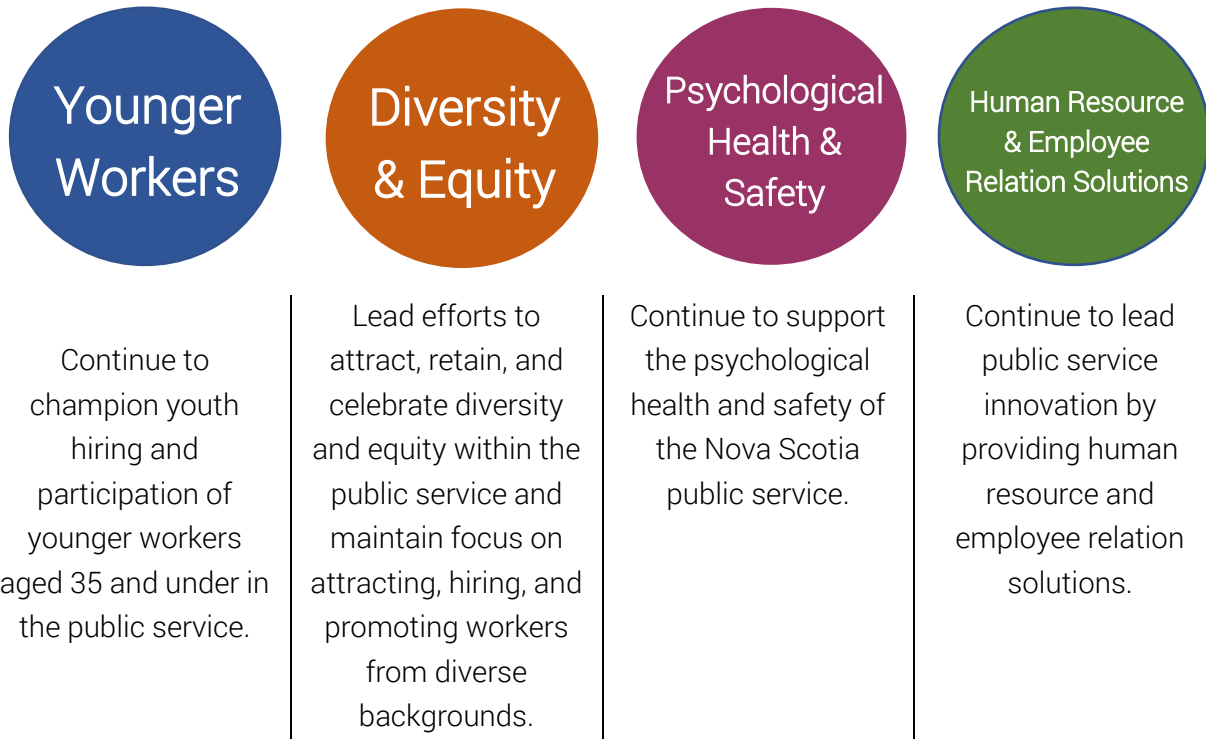 Younger
Workers
Diversity
& Equity
Psychological
Health &
Safety
Human Resource
& Employee
Relation Solutions
Continue to
champion youth
hiring and
participation of
younger workers
aged 35 and under in
the public service.
Lead efforts to
attract, retain, and
celebrate diversity
and equity within the
public service and
maintain focus on
attracting, hiring, and
promoting workers
from diverse
backgrounds.
Continue to support
the psychological
health and safety of
the Nova Scotia
public service.
Continue to lead
public service
innovation by
providing human
resource and
employee relation
solutions.